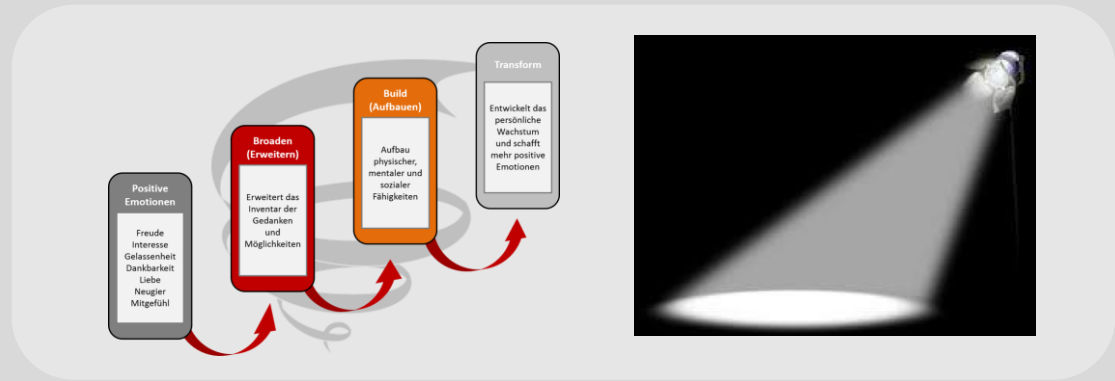 Positive
Emotionen
Freude
Interesse
Gelassenheit
Dankbarkeit
Liebe
Neugier
Mitgefühl
Broaden
(Erweitern)
Erweitert das
Inventar der
Gedanken
und
Möglichkeiten
Build
(Aufbauen)
Aufbau
physischer,
mentaler und
sozialer
Fähigkeiten
Transform
Entwickelt das
persönliche
Wachstum
und schafft
mehr positive
Emotionen